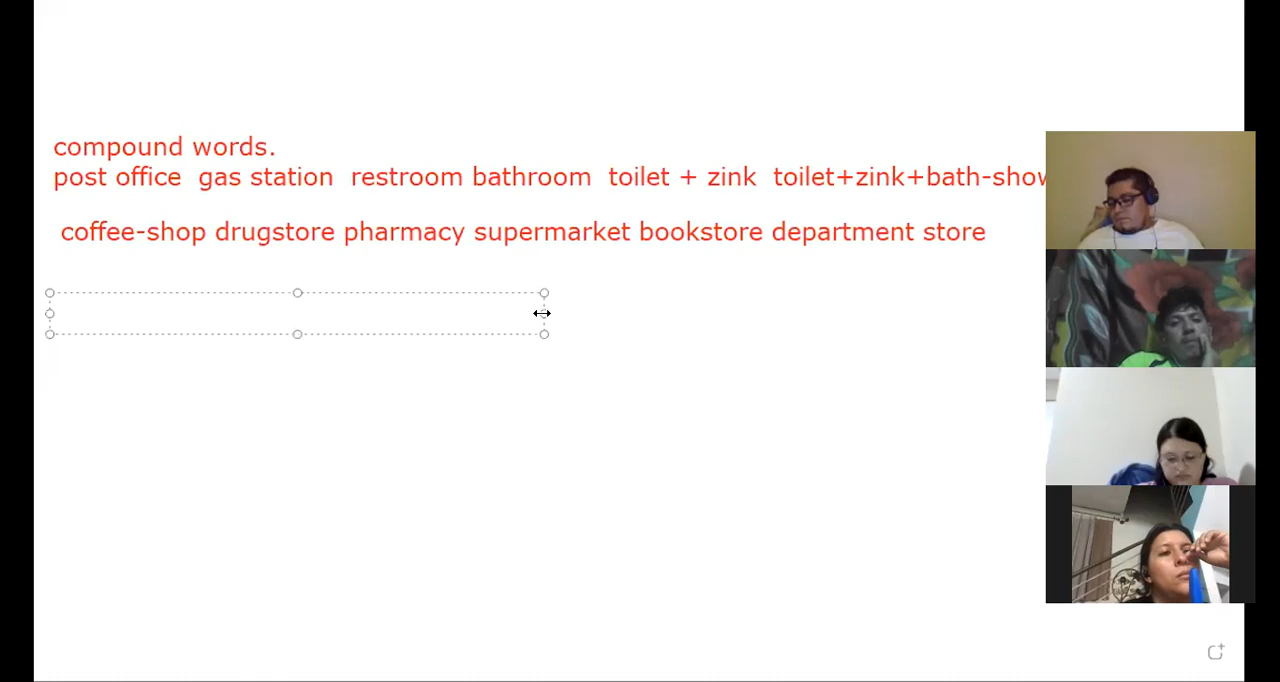 compound words.
post office gas station restroom bathroom toilet + zink toilet+zink+bath-show
coffee-shop drugstore pharmacy supermarket bookstore department store